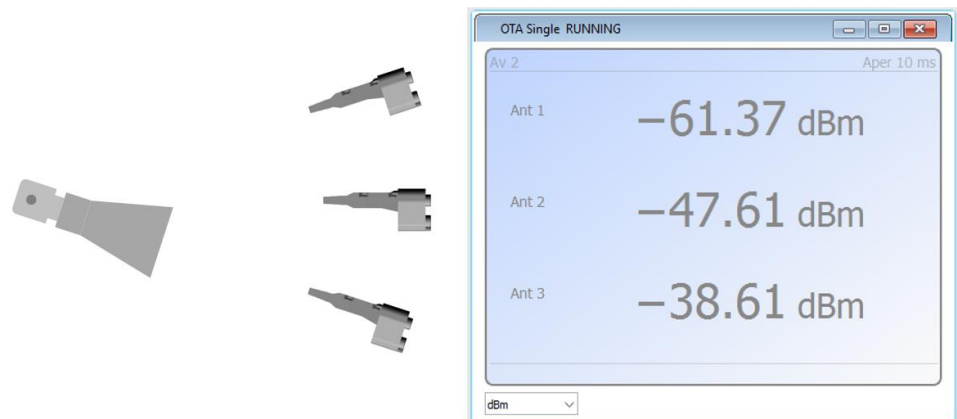 OTA Single RUNNING
Av 2 Aper 10 ms
Ant 1 −61.37 dBm
Ant 2 −47.61 dBm
Ant 3 −38.61 dBm
dBm